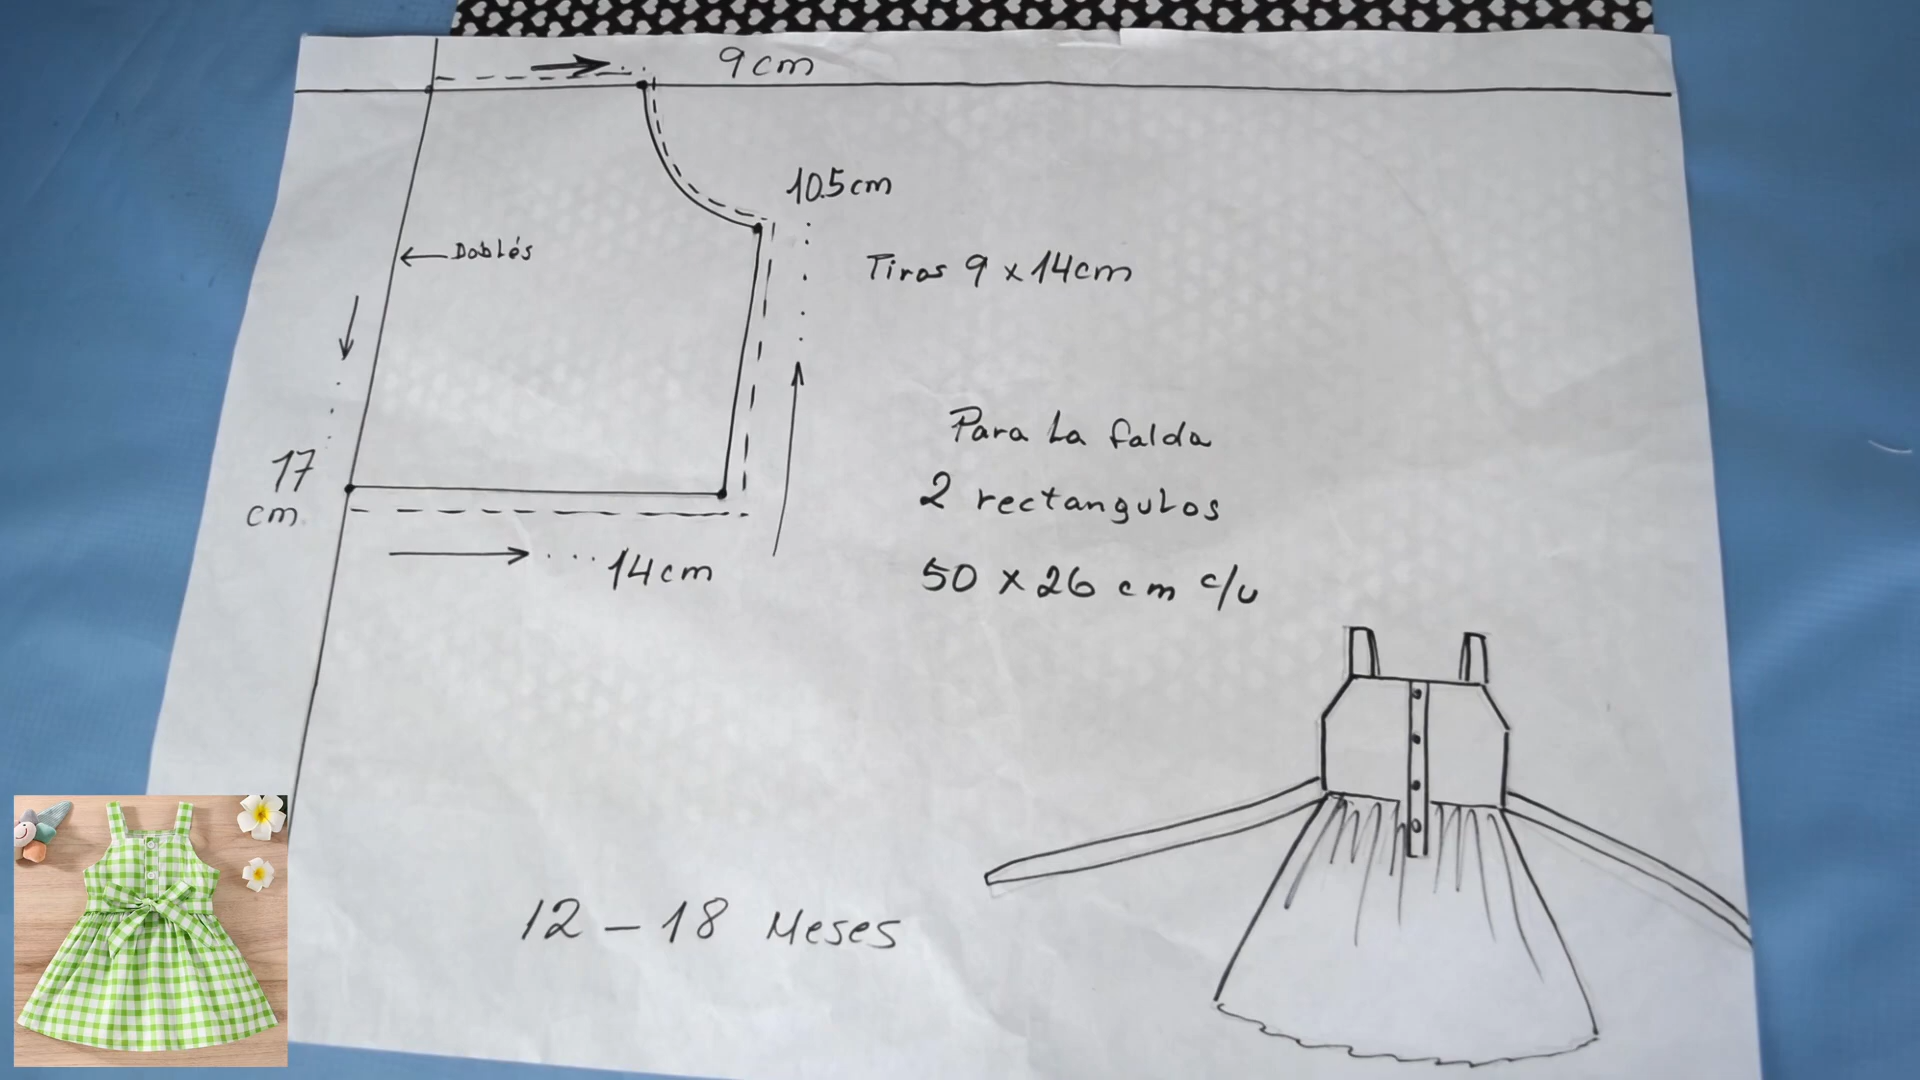 9cm
10.5cm
← Doblés
Tiras 9 x 14cm
17
cm
14cm
Para La falda
2 rectangulos
50 x 26 cm c/u
12 - 18 Meses